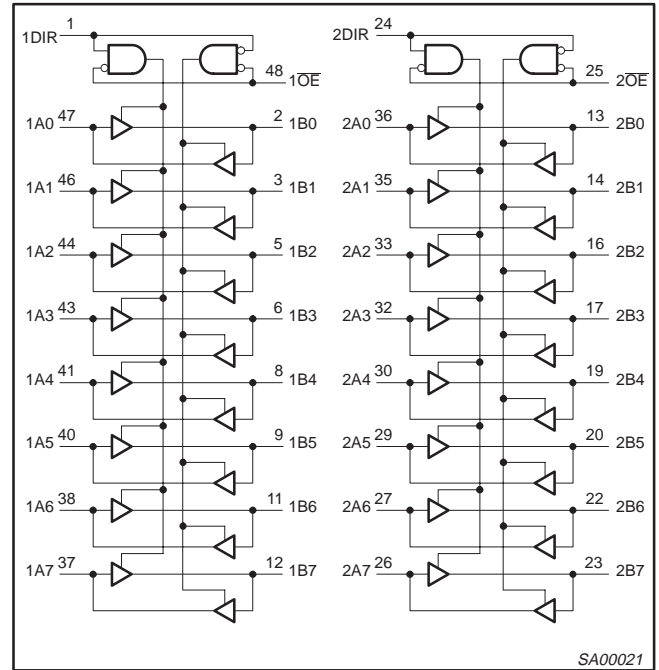 1DIR 1 2DIR 24
48 1OE 25 2OE
1A0 47 2 1B0 2A0 36 13 2B0
1A1 46 3 1B1 2A1 35 14 2B1
1A2 44 5 1B2 2A2 33 16 2B2
1A3 43 6 1B3 2A3 32 17 2B3
1A4 41 8 1B4 2A4 30 19 2B4
1A5 40 9 1B5 2A5 29 20 2B5
1A6 38 11 1B6 2A6 27 22 2B6
1A7 37 12 1B7 2A7 26 23 2B7
SA00021